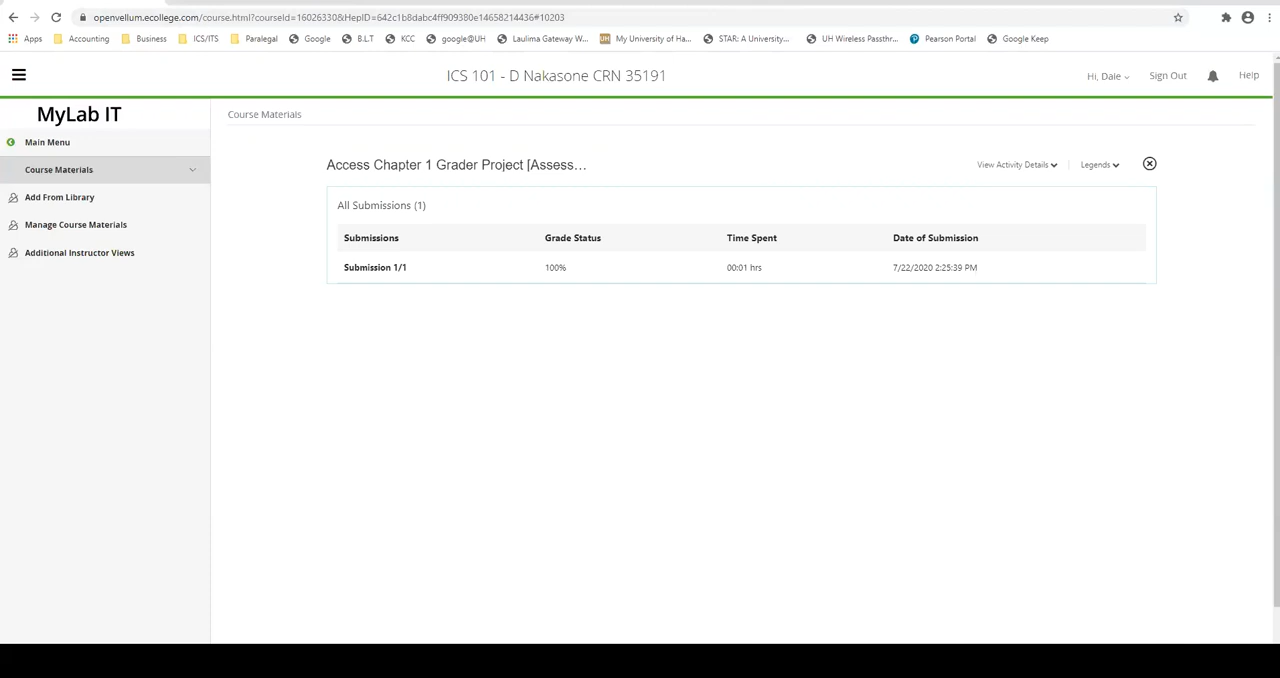 openvellum.ecollege.com/course.html?courseId=16026330&HepID=642c1b8dabc4ff909380e14658214436#10203
Apps Accounting Business ICS/ITS Paralegal Google B.L.T KCC google@UH Laulima Gateway W... My University of Ha... STAR: A University... UH Wireless Passthr... Pearson Portal Google Keep
ICS 101 - D Nakasone CRN 35191
Hi, Dale Sign Out Help
MyLab IT
Main Menu
Course Materials
Add From Library
Manage Course Materials
Additional Instructor Views
Course Materials
Access Chapter 1 Grader Project [Assess...
View Activity Details Legends
All Submissions (1)
Submissions Grade Status Time Spent Date of Submission
Submission 1/1 100% 00:01 hrs 7/22/2020 2:25:39 PM